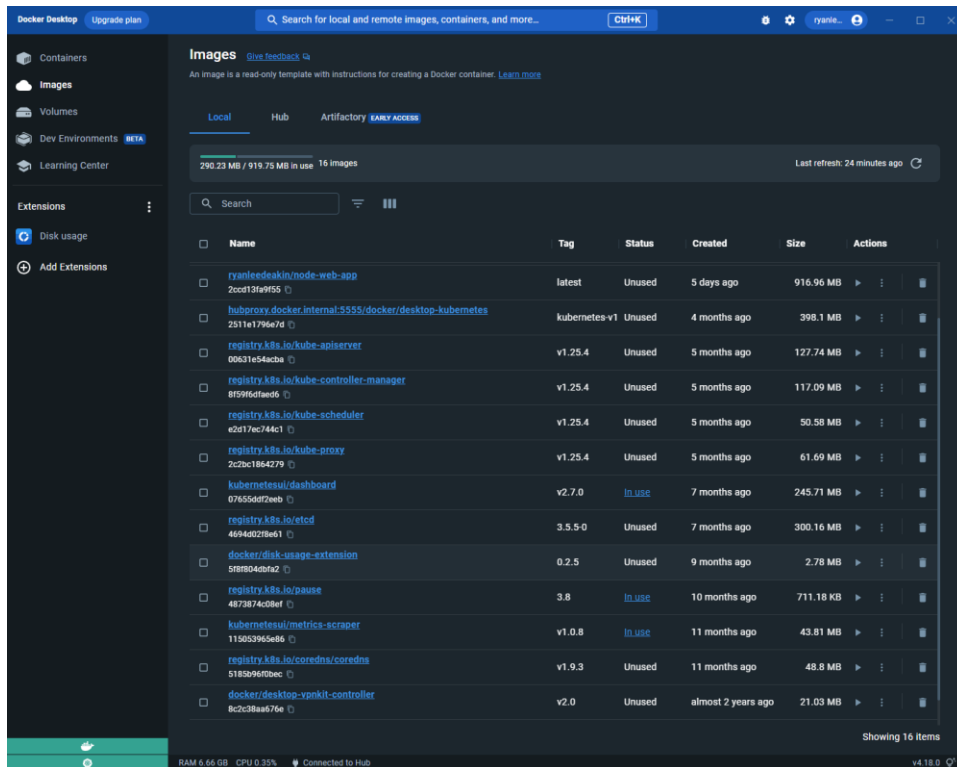 Docker Desktop Upgrade plan Search for local and remote images, containers, and more... Ctrl+K ryanle...
Containers
Images
Volumes
Dev Environments BETA
Learning Center
Extensions
Disk usage
Add Extensions
Images Give feedback
An image is a read-only template with instructions for creating a Docker container. Learn more
Local Hub Artifactory EARLY ACCESS
290.23 MB / 919.75 MB in use 16 images Last refresh: 24 minutes ago
Search
Name Tag Status Created Size Actions
ryanleedeakin/node-web-app
2ccd13fa9f55 latest Unused 5 days ago 916.96 MB
hubproxy.docker.internal:5555/docker/desktop-kubernetes
2511e1796e7d kubernetes-v1 Unused 4 months ago 398.1 MB
registry.k8s.io/kube-apiserver
00631e54acba v1.25.4 Unused 5 months ago 127.74 MB
registry.k8s.io/kube-controller-manager
8f59f6dfaed6 v1.25.4 Unused 5 months ago 117.09 MB
registry.k8s.io/kube-scheduler
e2d17ec744c1 v1.25.4 Unused 5 months ago 50.58 MB
registry.k8s.io/kube-proxy
2c2bc1864279 v1.25.4 Unused 5 months ago 61.69 MB
kubernetesui/dashboard
07655ddf2eeb v2.7.0 In use 7 months ago 245.71 MB
registry.k8s.io/etcd
4694d02f8e61 3.5.5-0 Unused 7 months ago 300.16 MB
docker/disk-usage-extension
5f8f804dbfa2 0.2.5 Unused 9 months ago 2.78 MB
registry.k8s.io/pause
4873874c08ef 3.8 In use 10 months ago 711.18 KB
kubernetesui/metrics-scraper
115053965e86 v1.0.8 In use 11 months ago 43.81 MB
registry.k8s.io/coredns/coredns
5185b96f0bec v1.9.3 Unused 11 months ago 48.8 MB
docker/desktop-vpnkit-controller
8c2c38aa676e v2.0 Unused almost 2 years ago 21.03 MB
Showing 16 items
RAM 6.66 GB CPU 0.35% Connected to Hub v4.18.0